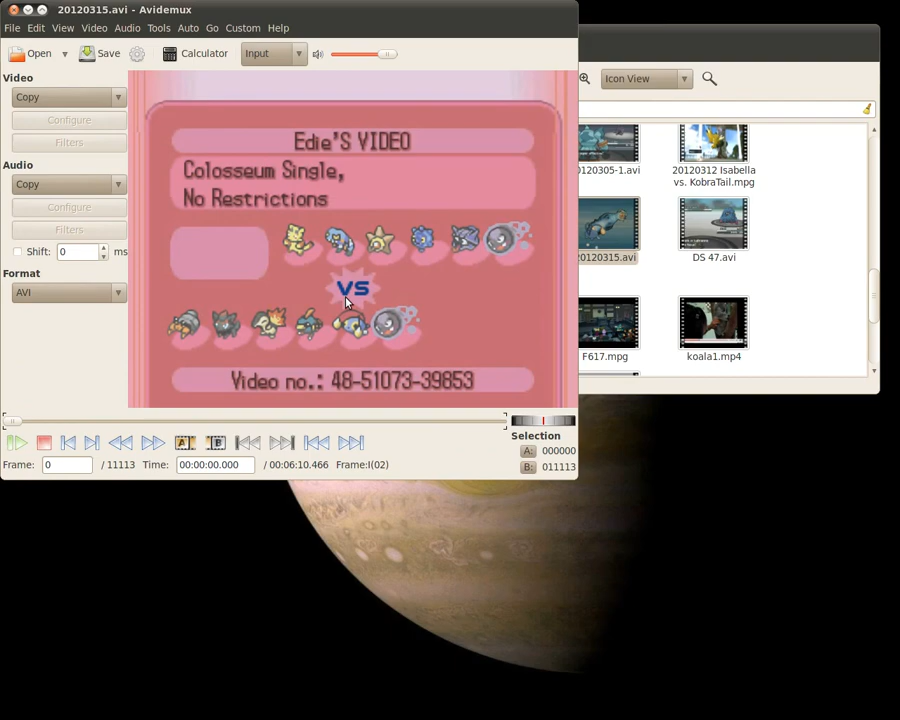 20120315.avi - Avidemux
File Edit View Video Audio Tools Auto Go Custom Help
Open Save Calculator Input
Icon View
Video
Copy
Configure
Filters
Audio
Copy
Configure
Filters
Shift: 0 ms
Format
AVI
Edie'S VIDEO
Colosseum Single,
No Restrictions
VS
Video no.: 48-51073-39853
0120305-1.avi
20120312 Isabella
vs. KobraTail.mpg
0120315.avi
DS 47.avi
F617.mpg
koala1.mp4
A B
Selection
Frame: 0 / 11113 Time: 00:00:00.000 / 00:06:10.466 Frame:I(02)
A: 000000
B: 011113